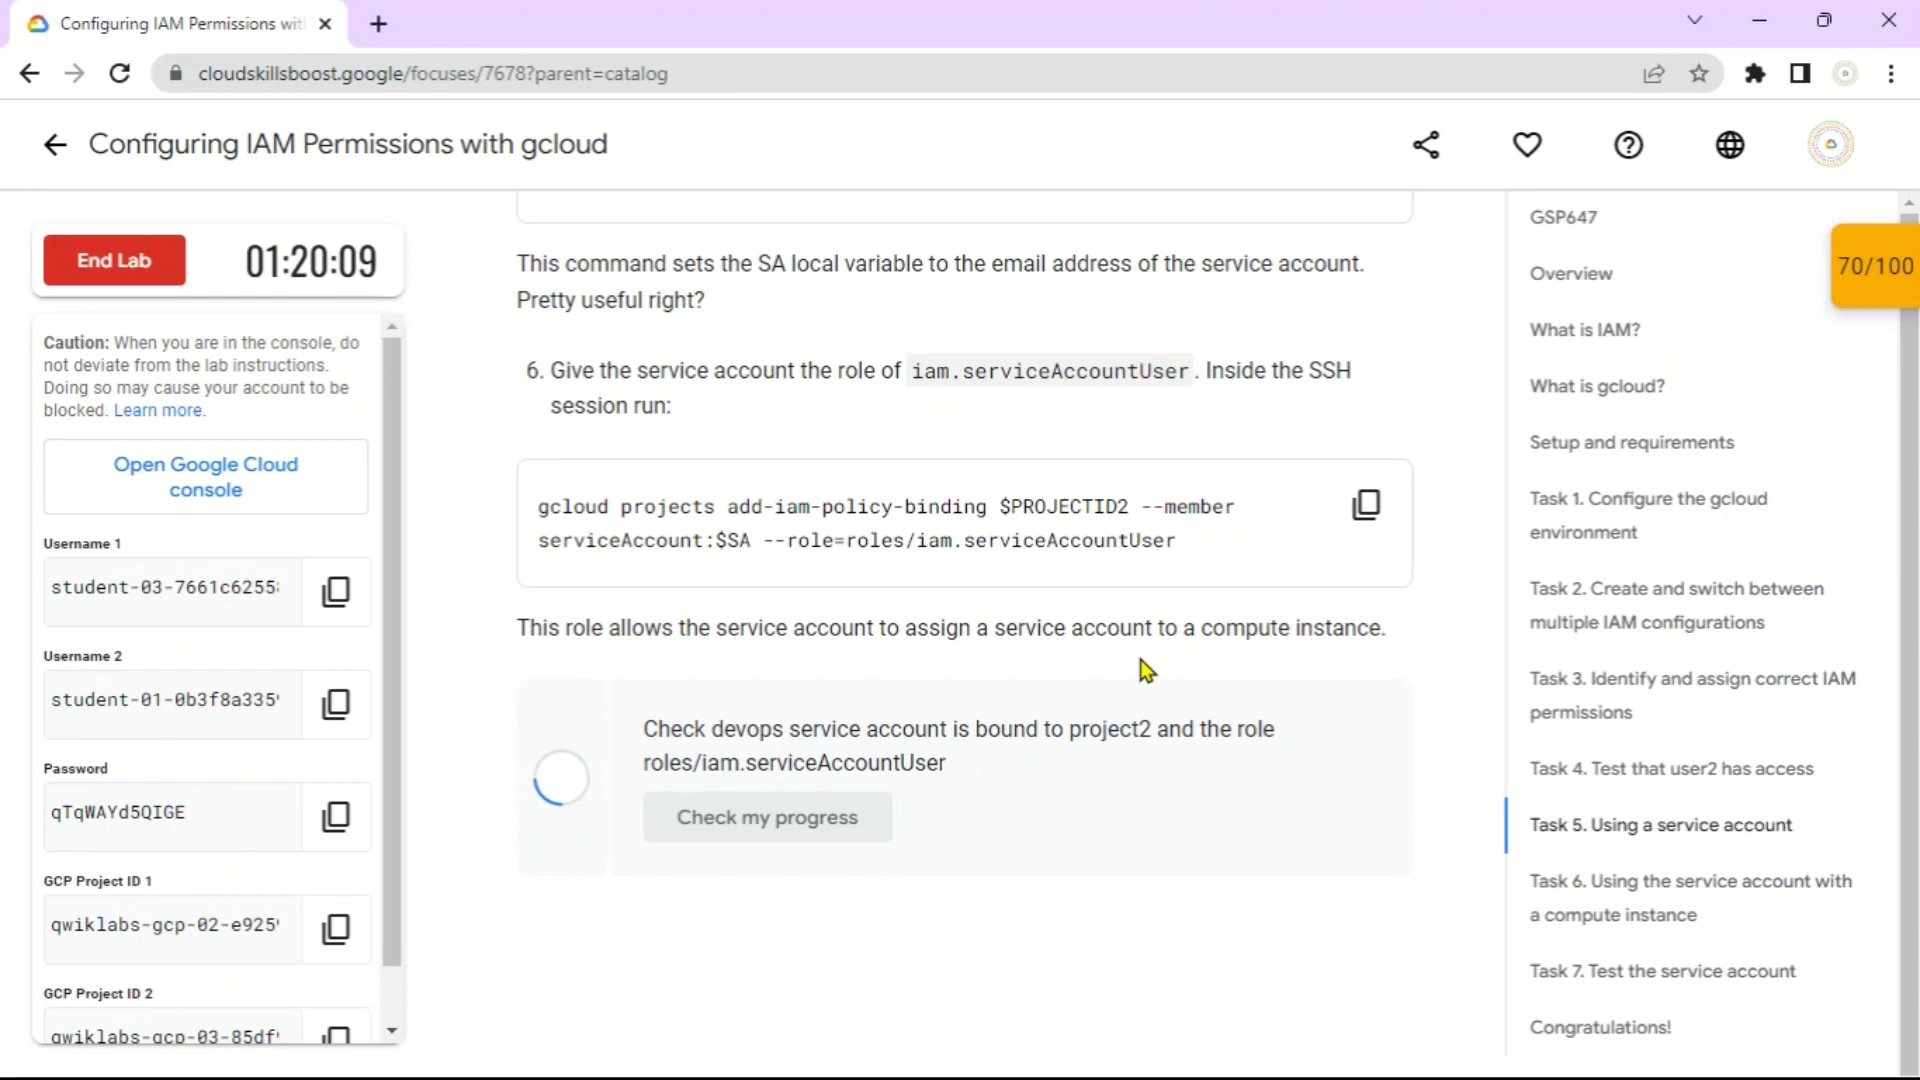 Configuring IAM Permissions wit
cloudskillsboost.google/focuses/7678?parent=catalog
Configuring IAM Permissions with gcloud
End Lab
01:20:09
Caution: When you are in the console, do
not deviate from the lab instructions.
Doing so may cause your account to be
blocked. Learn more.
Open Google Cloud
console
Username 1
student-03-7661c6255
Username 2
student-01-0b3f8a335
Password
qTqWAYd5QIGE
GCP Project ID 1
qwiklabs-gcp-02-e925
GCP Project ID 2
qwiklabs-gcp-03-85df
This command sets the SA local variable to the email address of the service account.
Pretty useful right?
6. Give the service account the role of iam.serviceAccountUser. Inside the SSH
session run:
gcloud projects add-iam-policy-binding $PROJECTID2 --member
serviceAccount:$SA --role=roles/iam.serviceAccountUser
This role allows the service account to assign a service account to a compute instance.
Check devops service account is bound to project2 and the role
roles/iam.serviceAccountUser
Check my progress
GSP647
Overview
What is IAM?
What is gcloud?
Setup and requirements
Task 1. Configure the gcloud
environment
Task 2. Create and switch between
multiple IAM configurations
Task 3. Identify and assign correct IAM
permissions
Task 4. Test that user2 has access
Task 5. Using a service account
Task 6. Using the service account with
a compute instance
Task 7. Test the service account
Congratulations!
70/100